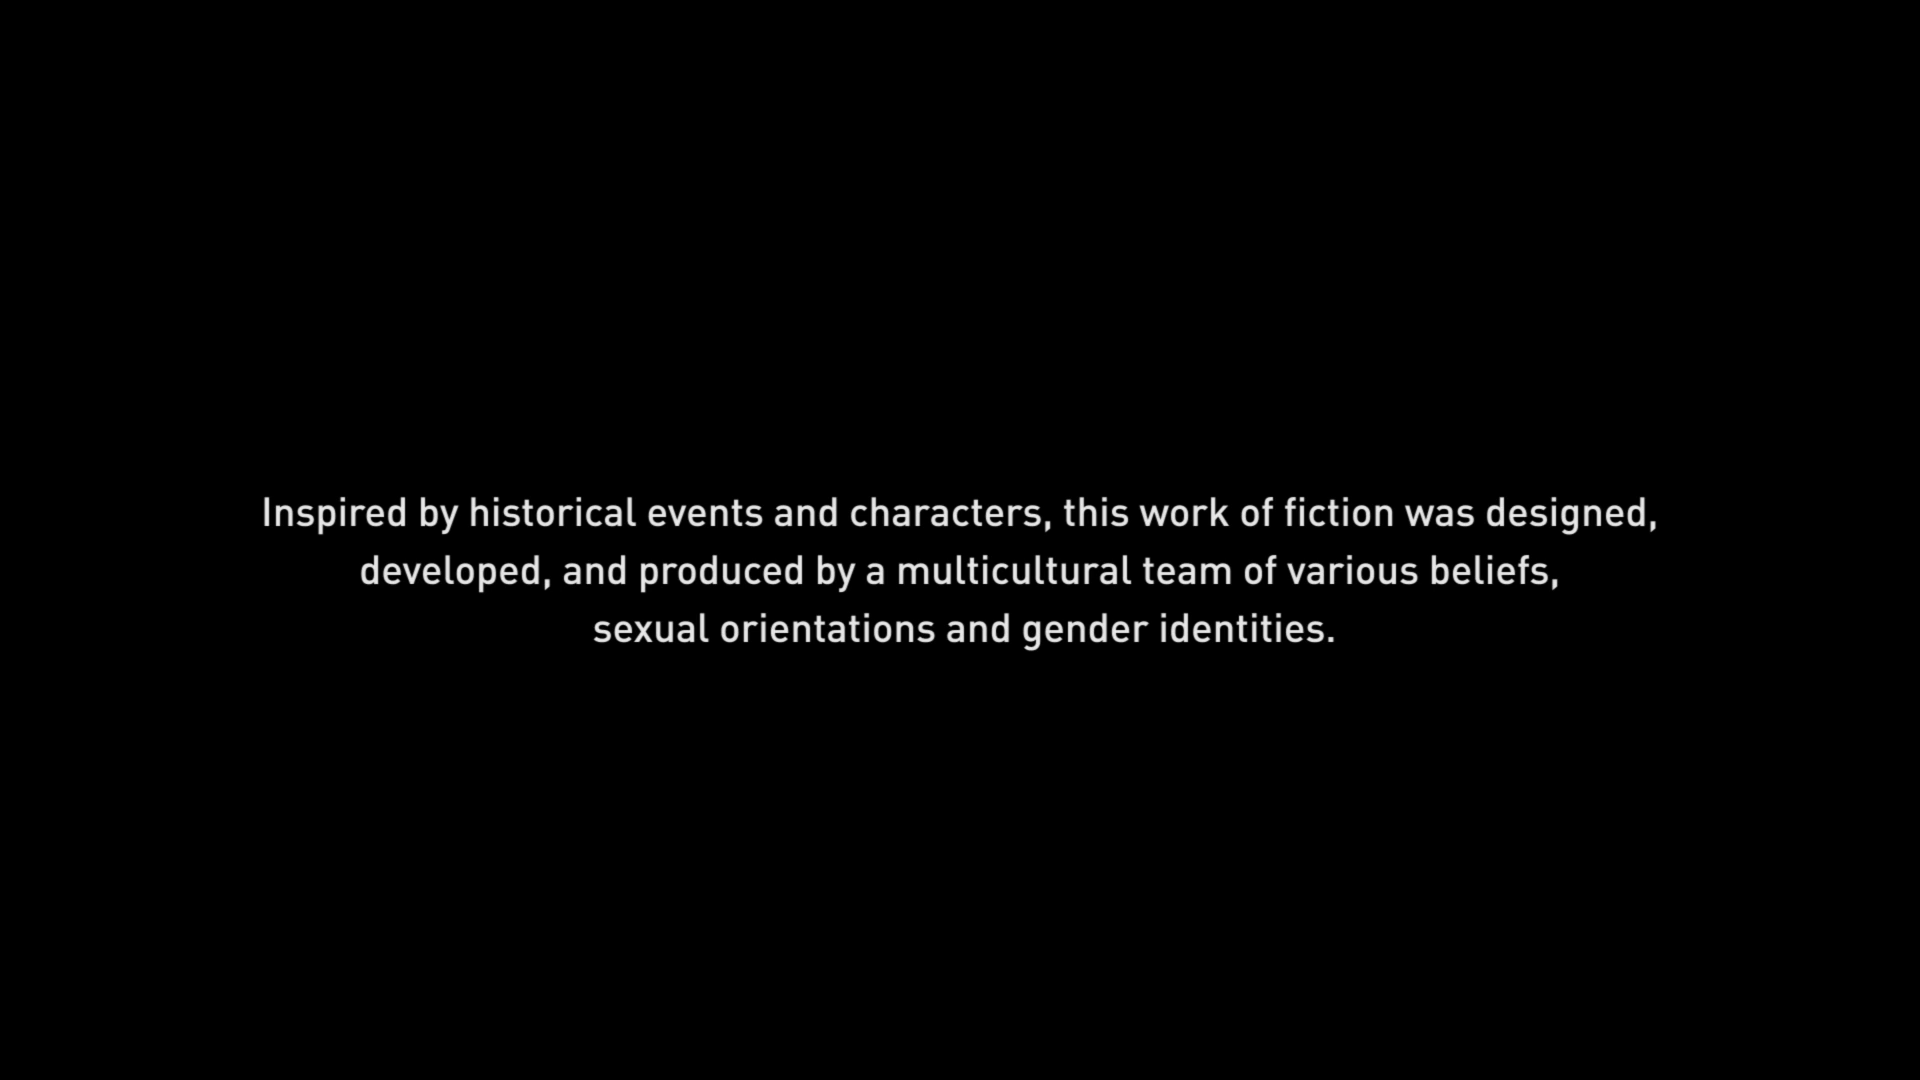 Inspired by historical events and characters, this work of fiction was designed,
developed, and produced by a multicultural team of various beliefs,
sexual orientations and gender identities.